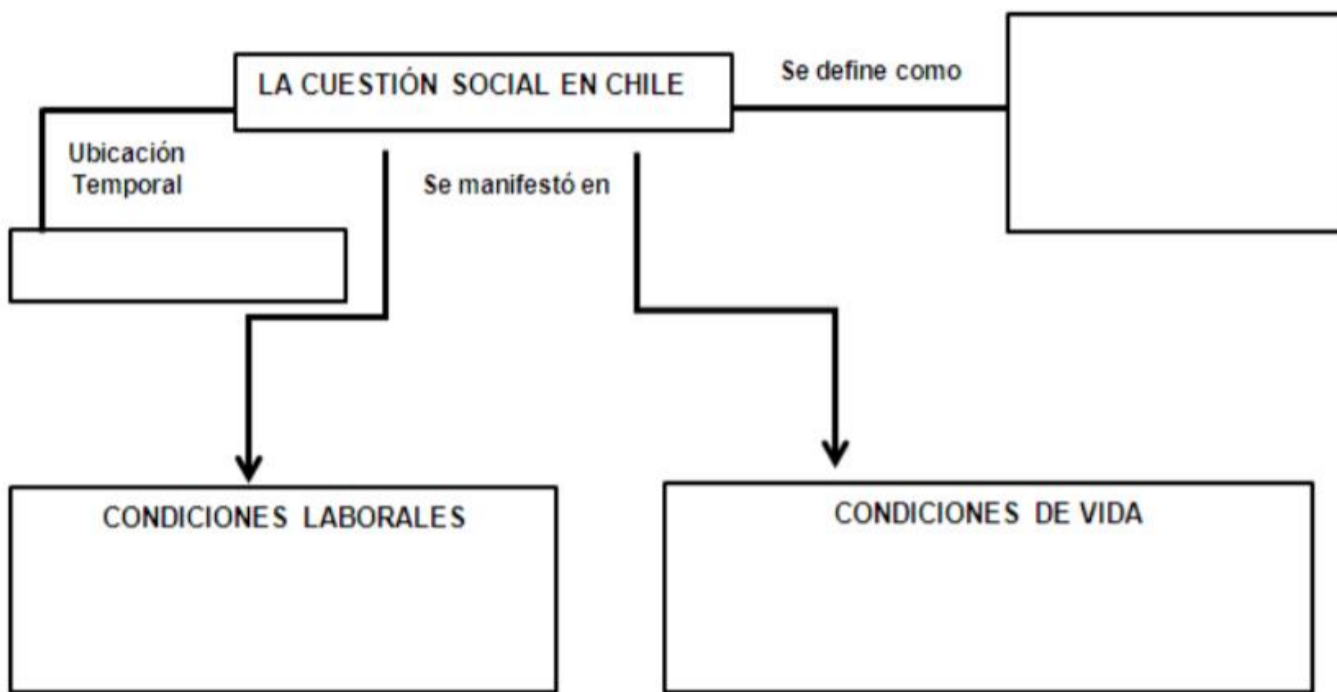 LA CUESTIÓN SOCIAL EN CHILE
Se define como
Ubicación
Temporal
Se manifestó en
CONDICIONES LABORALES
CONDICIONES DE VIDA